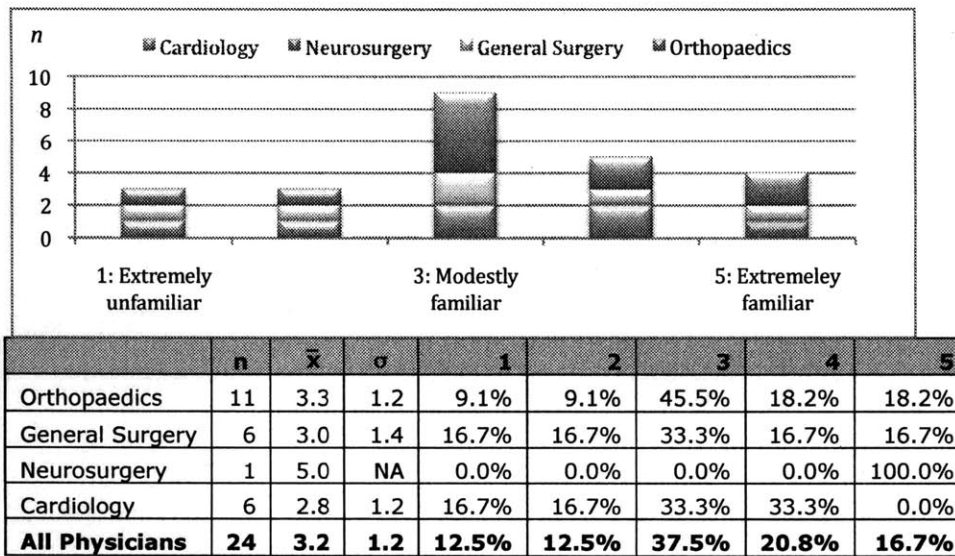 n
Cardiology Neurosurgery General Surgery Orthopaedics
10
8
6
4
2
0
1: Extremely unfamiliar 3: Modestly familiar 5: Extremeley familiar
n x̄ σ 1 2 3 4 5
Orthopaedics 11 3.3 1.2 9.1% 9.1% 45.5% 18.2% 18.2%
General Surgery 6 3.0 1.4 16.7% 16.7% 33.3% 16.7% 16.7%
Neurosurgery 1 5.0 NA 0.0% 0.0% 0.0% 0.0% 100.0%
Cardiology 6 2.8 1.2 16.7% 16.7% 33.3% 33.3% 0.0%
All Physicians 24 3.2 1.2 12.5% 12.5% 37.5% 20.8% 16.7%